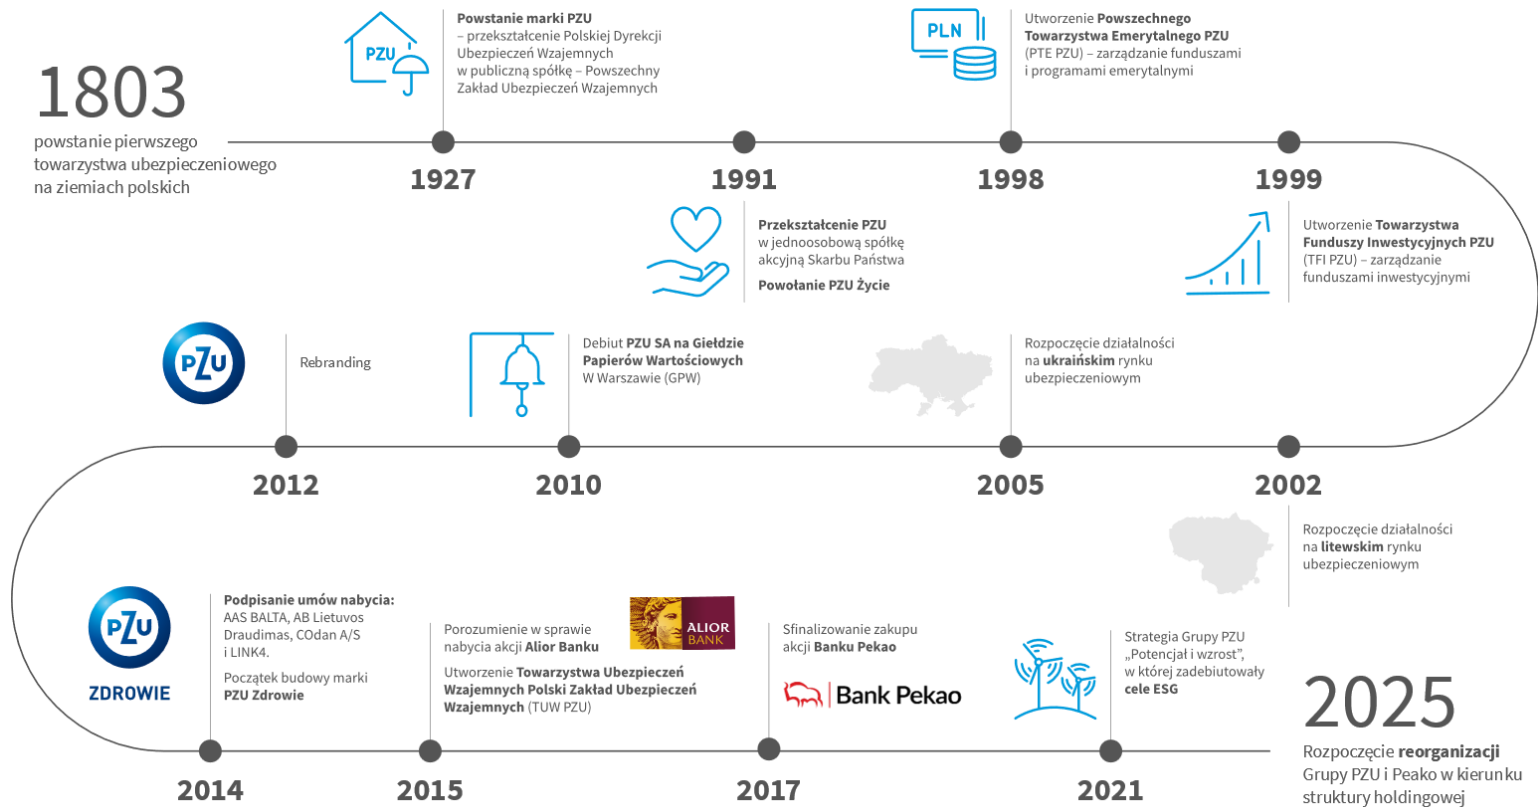 1803
powstanie pierwszego
towarzystwa ubezpieczeniowego
na ziemiach polskich
PZU
Powstanie marki PZU
– przekształcenie Polskiej Dyrekcji
Ubezpieczeń Wzajemnych
w publiczną spółkę – Powszechny
Zakład Ubezpieczeń Wzajemnych
1927
1991
Przekształcenie PZU
w jednoosobową spółkę
akcyjną Skarbu Państwa
Powołanie PZU Życie
PLN
Utworzenie Powszechnego
Towarzystwa Emerytalnego PZU
(PTE PZU) – zarządzanie funduszami
i programami emerytalnymi
1998
1999
Utworzenie Towarzystwa
Funduszy Inwestycyjnych PZU
(TFI PZU) – zarządzanie
funduszami inwestycyjnymi
2002
Rozpoczęcie działalności
na litewskim rynku
ubezpieczeniowym
Rozpoczęcie działalności
na ukraińskim rynku
ubezpieczeniowym
2005
Debiut PZU SA na Giełdzie
Papierów Wartościowych
W Warszawie (GPW)
2010
PZU
Rebranding
2012
PZU
ZDROWIE
Podpisanie umów nabycia:
AAS BALTA, AB Lietuvos
Draudimas, COdan A/S
i LINK4.
Początek budowy marki
PZU Zdrowie
2014
Porozumienie w sprawie
nabycia akcji Alior Banku
ALIOR
BANK
Utworzenie Towarzystwa Ubezpieczeń
Wzajemnych Polski Zakład Ubezpieczeń
Wzajemnych (TUW PZU)
2015
Sfinalizowanie zakupu
akcji Banku Pekao
Bank Pekao
2017
Strategia Grupy PZU
„Potencjał i wzrost”,
w której zadebiutowały
cele ESG
2021
2025
Rozpoczęcie reorganizacji
Grupy PZU i Peako w kierunku
struktury holdingowej